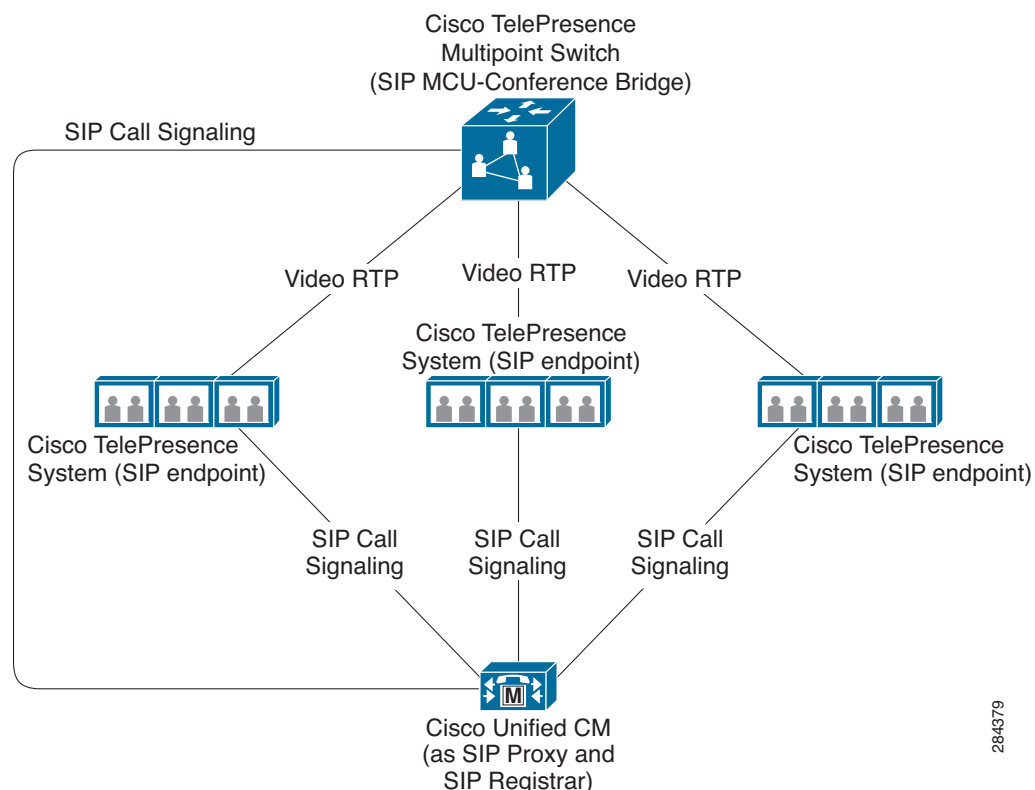 Cisco TelePresence
Multipoint Switch
(SIP MCU-Conference Bridge)
SIP Call Signaling
Video RTP
Video RTP
Video RTP
Cisco TelePresence
System (SIP endpoint)
Cisco TelePresence
System (SIP endpoint)
Cisco TelePresence
System (SIP endpoint)
SIP Call
Signaling
SIP Call
Signaling
SIP Call
Signaling
M
Cisco Unified CM
(as SIP Proxy and
SIP Registrar)
284379